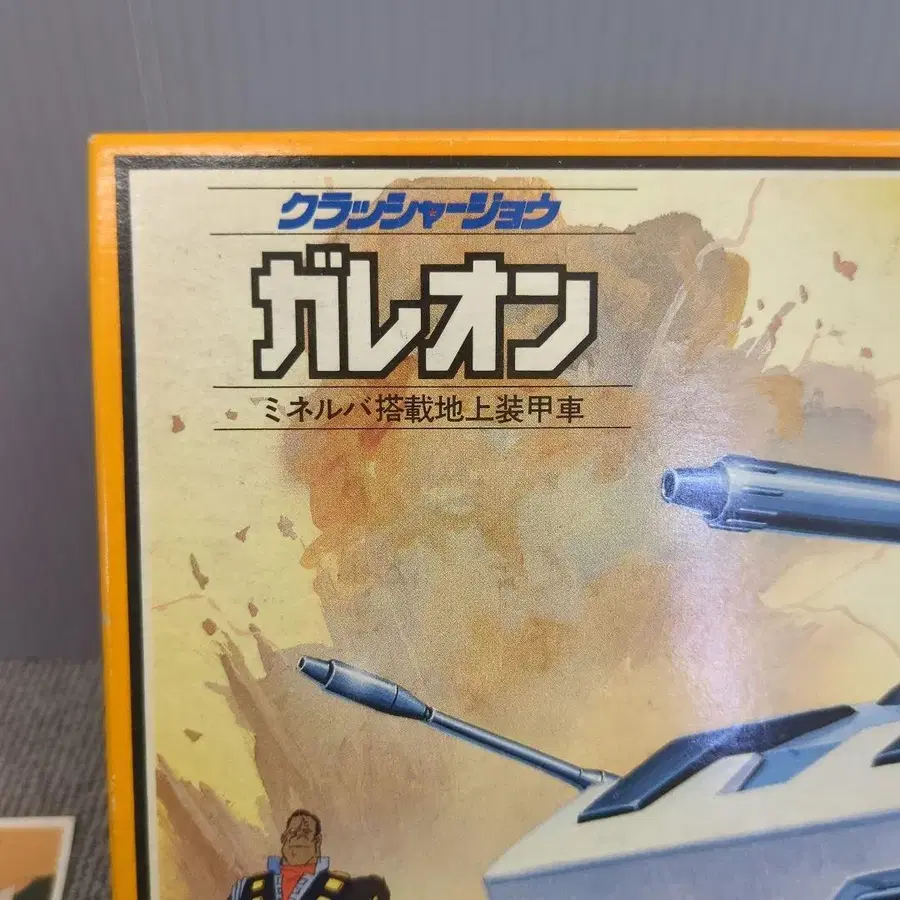 クラッシャージョウ
ガレオン
ミネルバ搭載地上装甲車